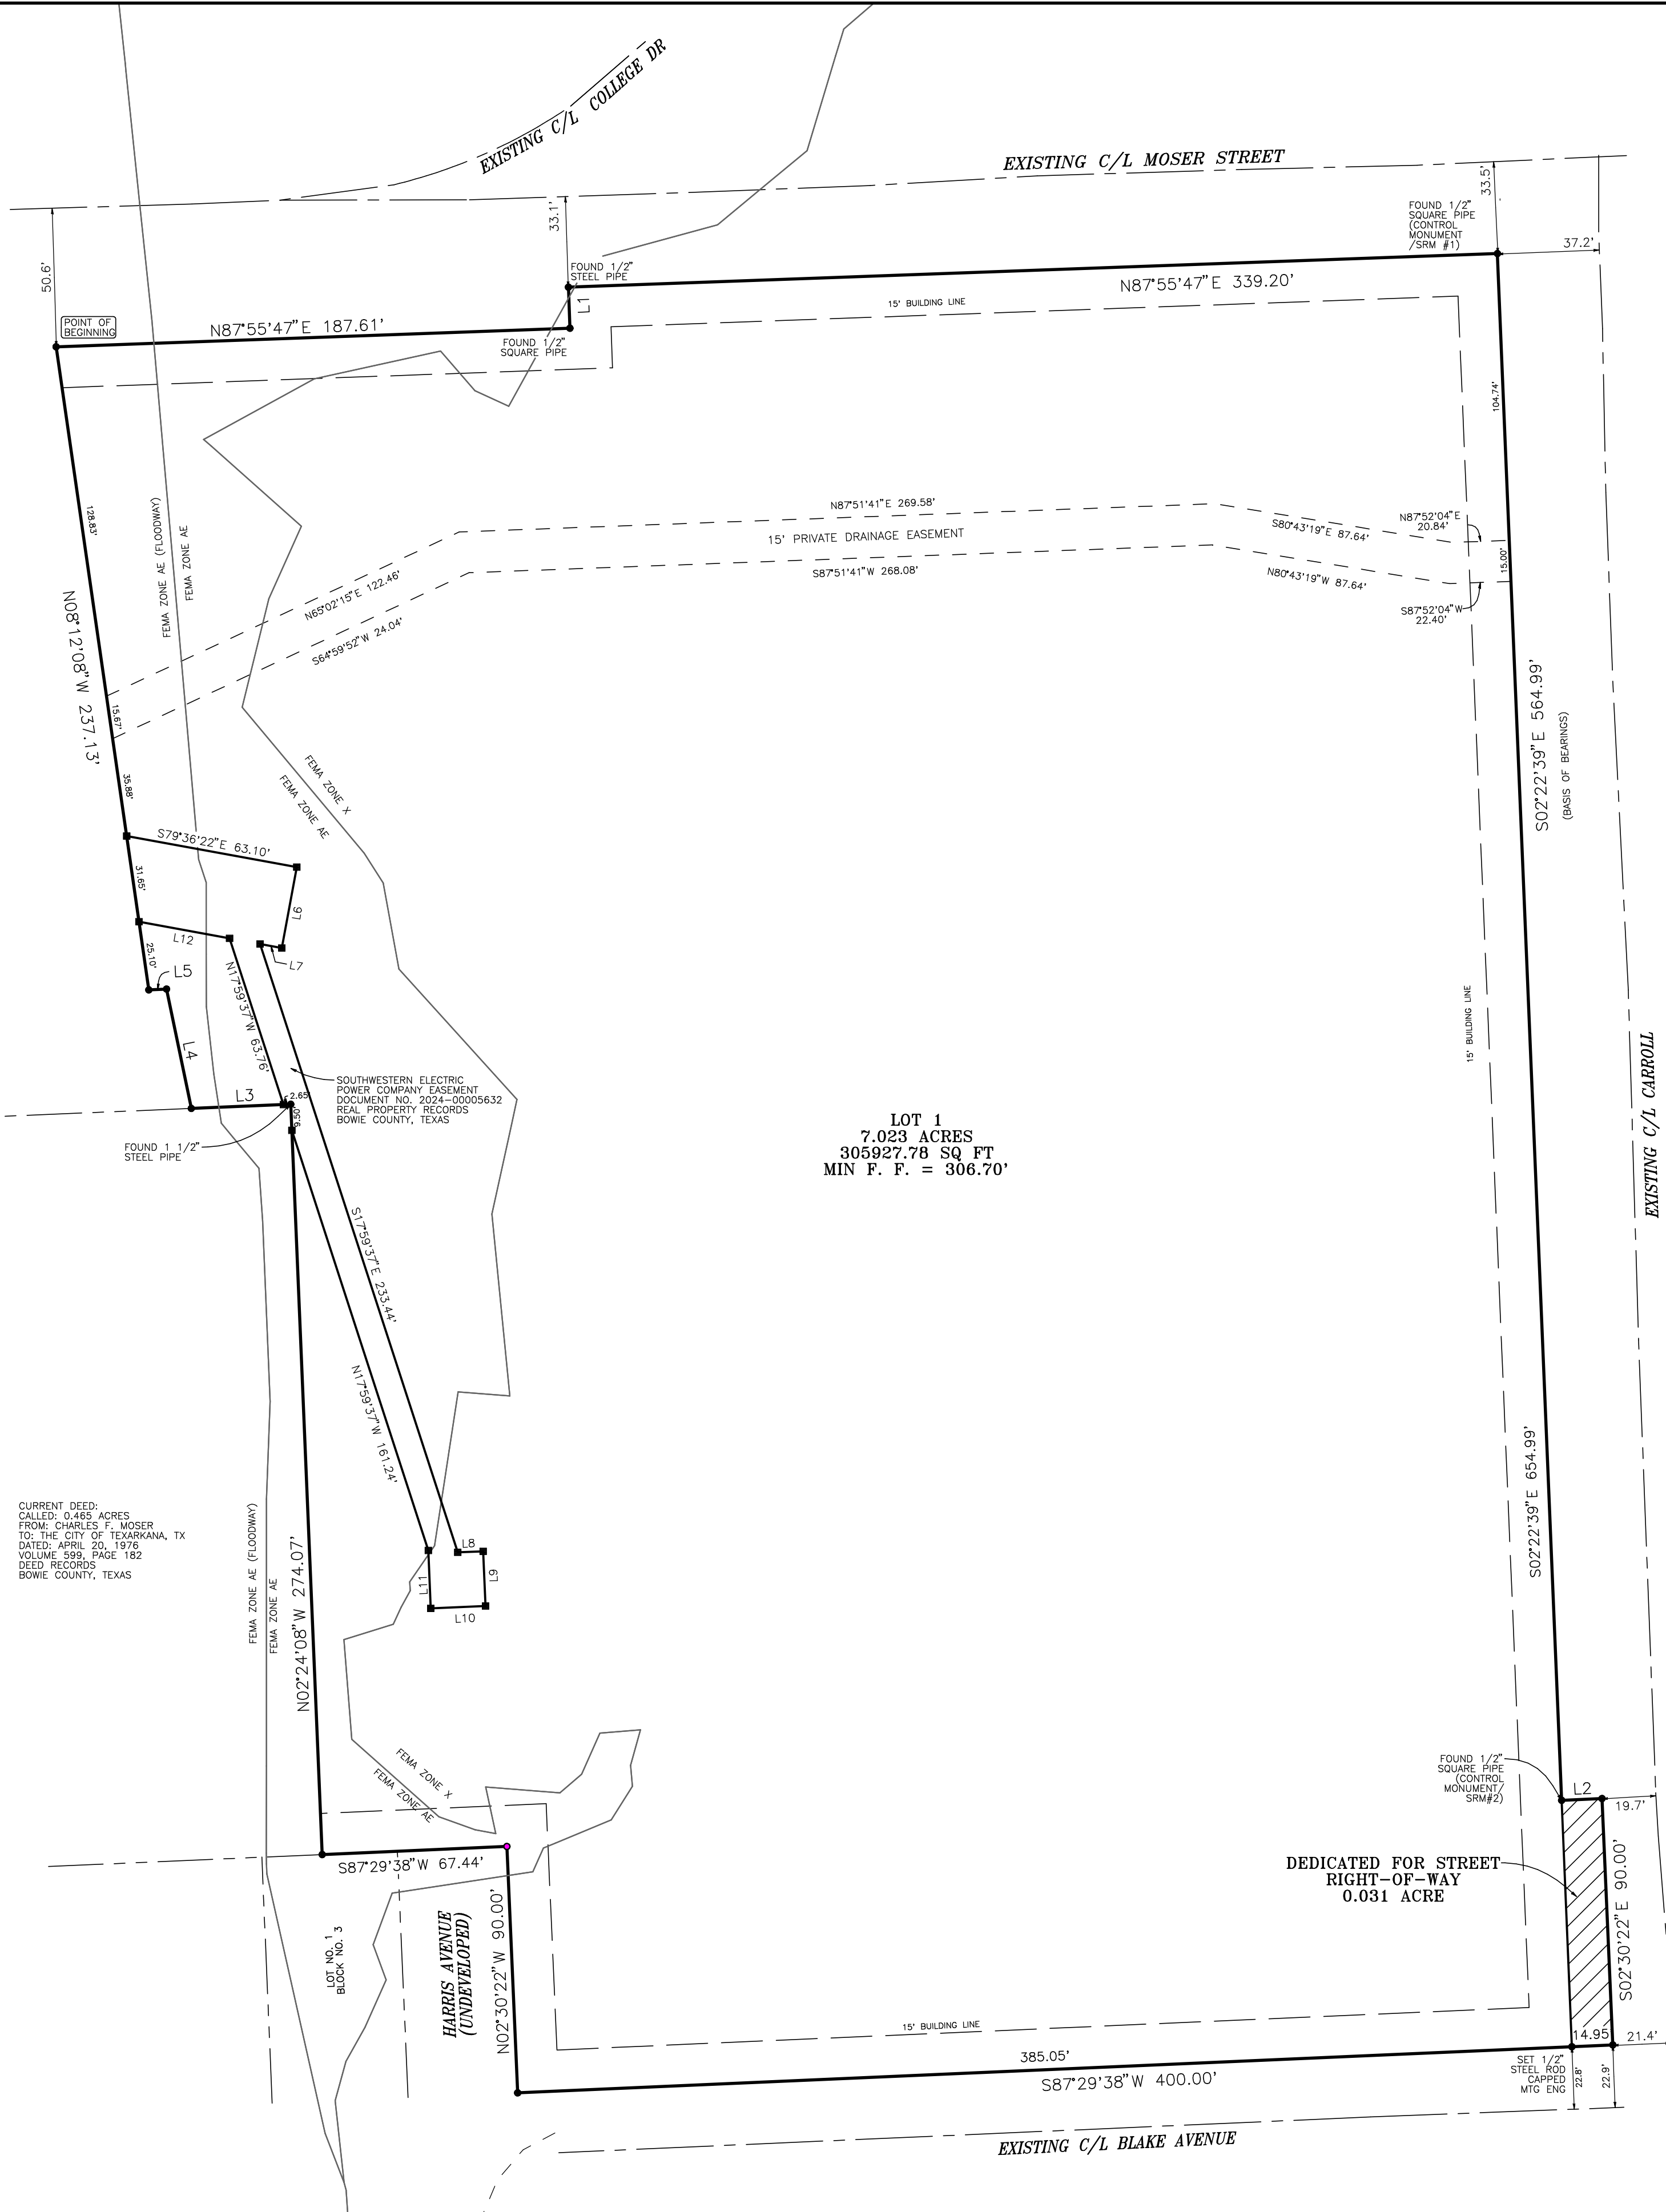 EXISTING C/L COLLEGE DR
EXISTING C/L MOSER STREET
50.6'
33.1'
33.5'
37.2'
FOUND 1/2"
SQUARE PIPE
(CONTROL
MONUMENT
/SRM #1)
FOUND 1/2"
STEEL PIPE
L1
N87°55'47"E 339.20'
15' BUILDING LINE
POINT OF
BEGINNING
N87°55'47"E 187.61'
FOUND 1/2"
SQUARE PIPE
104.74'
128.83'
FEMA ZONE AE (FLOODWAY)
FEMA ZONE AE
N87°51'41"E 269.58'
15' PRIVATE DRAINAGE EASEMENT
S87°51'41"W 268.08'
S80°43'19"E 87.64'
N80°43'19"W 87.64'
N87°52'04"E
20.84'
15.00'
S87°52'04"W
22.40'
N65°02'15"E 122.46'
S64°59'52"W 24.04'
N08°12'08"W 237.13'
15.67'
35.88'
FEMA ZONE X
FEMA ZONE AE
S02°22'39"E 564.99'
(BASIS OF BEARINGS)
S79°36'22"E 63.10'
31.65'
L6
L12
L7
25.10'
L5
N17°59'37"W 63.76'
L4
L3
2.65'
9.50'
SOUTHWESTERN ELECTRIC
POWER COMPANY EASEMENT
DOCUMENT NO. 2024-00005632
REAL PROPERTY RECORDS
BOWIE COUNTY, TEXAS
FOUND 1 1/2"
STEEL PIPE
15' BUILDING LINE
EXISTING C/L CARROLL
LOT 1
7.023 ACRES
305927.78 SQ FT
MIN F. F. = 306.70'
S17°59'37"E 233.44'
N17°59'37"W 161.24'
S02°22'39"E 654.99'
CURRENT DEED:
CALLED: 0.465 ACRES
FROM: CHARLES F. MOSER
TO: THE CITY OF TEXARKANA, TX
DATED: APRIL 20, 1976
VOLUME 599, PAGE 182
DEED RECORDS
BOWIE COUNTY, TEXAS
FEMA ZONE AE (FLOODWAY)
FEMA ZONE AE
N02°24'08"W 274.07'
L8
L9
L11
L10
FEMA ZONE X
FEMA ZONE AE
FOUND 1/2"
SQUARE PIPE
(CONTROL
MONUMENT/
SRM#2)
L2
19.7'
S87°29'38"W 67.44'
DEDICATED FOR STREET
RIGHT-OF-WAY
0.031 ACRE
S02°30'22"E 90.00'
LOT NO. 1
BLOCK NO. 3
HARRIS AVENUE
(UNDEVELOPED)
N02°30'22"W 90.00'
15' BUILDING LINE
385.05'
14.95
21.4'
S87°29'38"W 400.00'
SET 1/2"
STEEL ROD
CAPPED
MTG ENG
22.8'
22.9'
EXISTING C/L BLAKE AVENUE